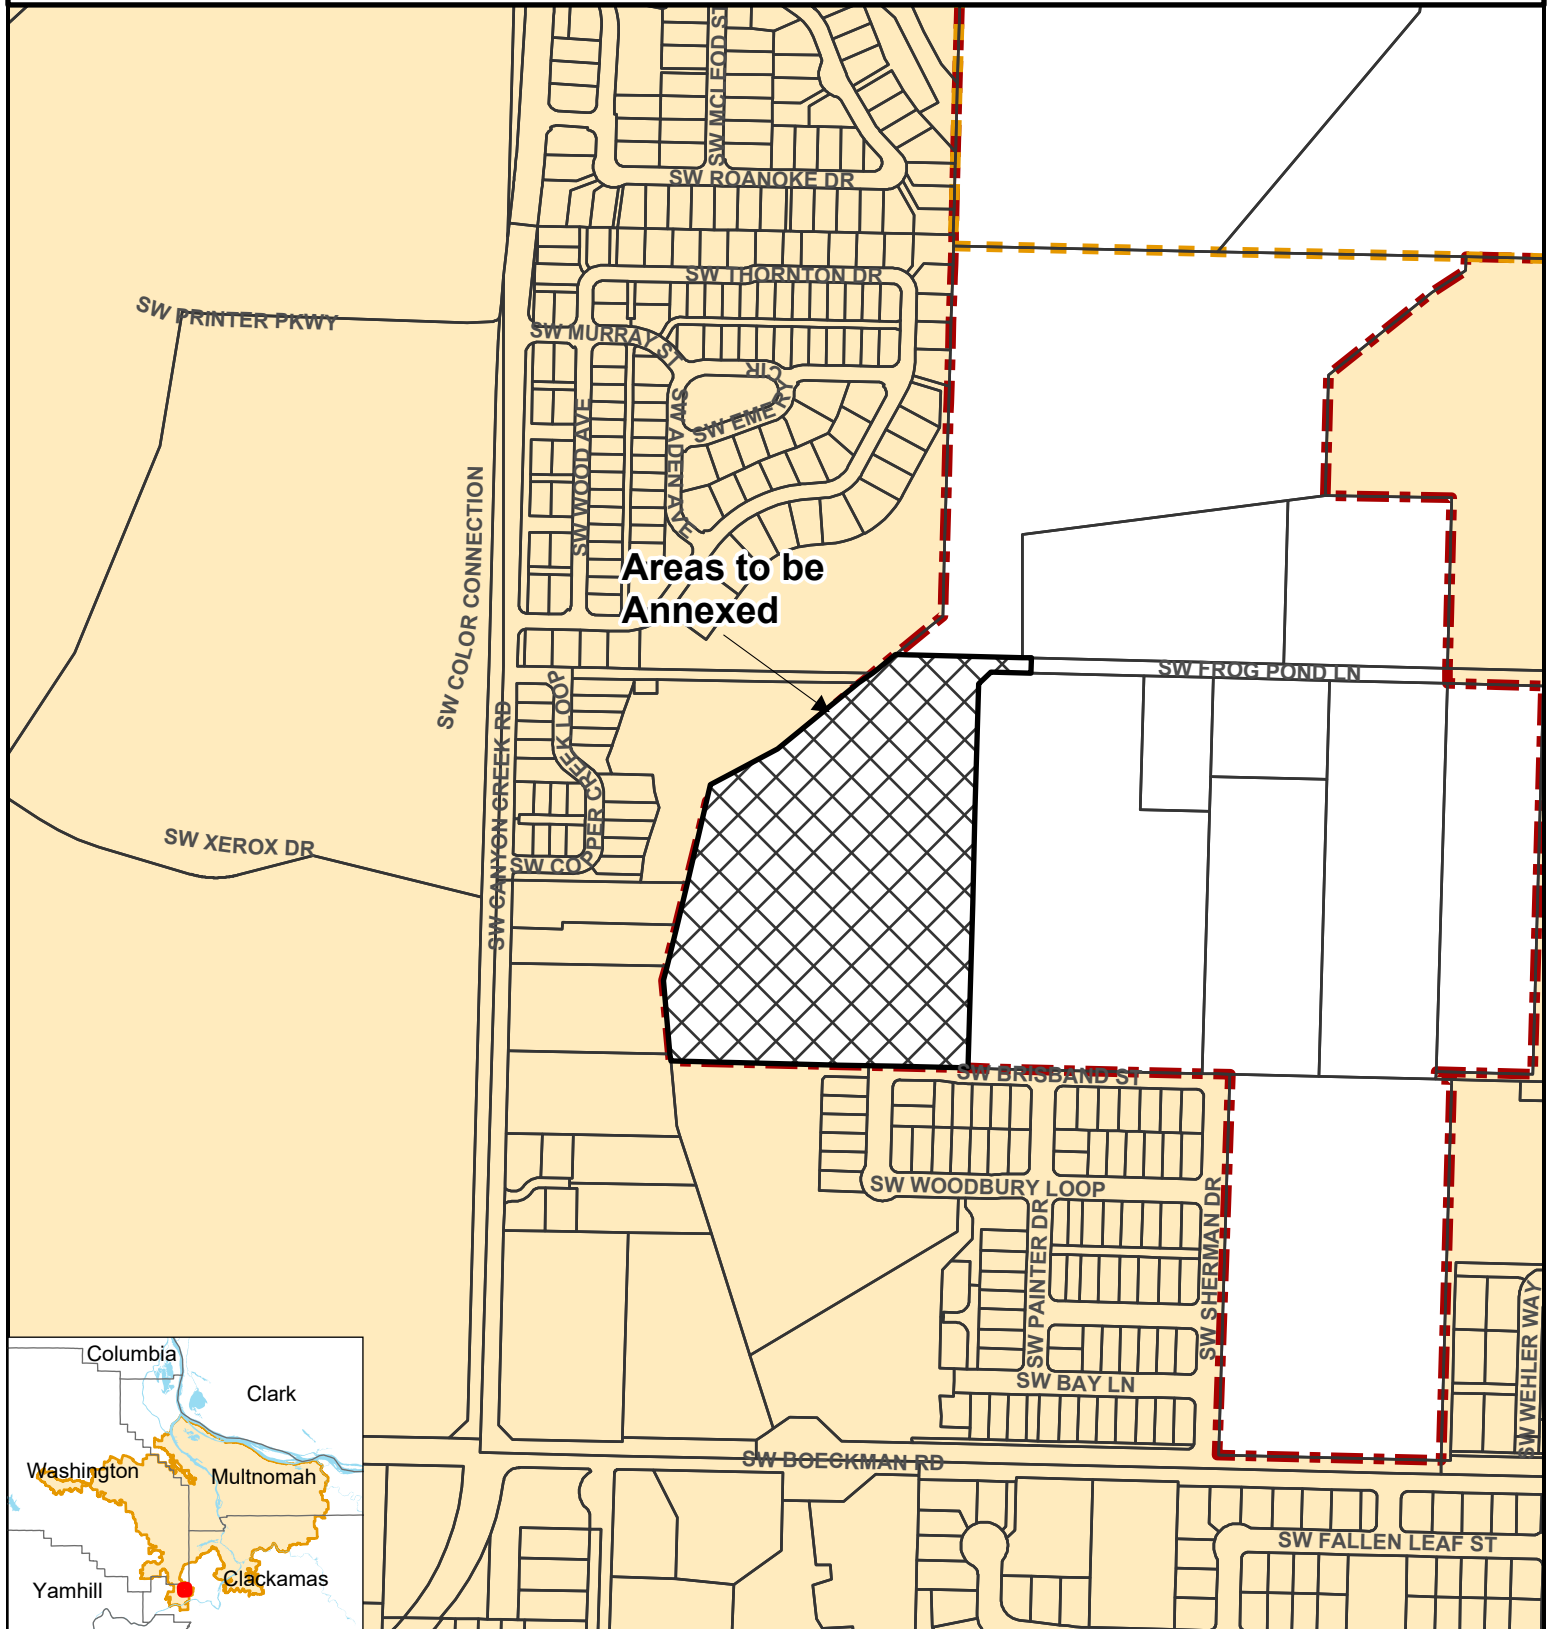 SW MCLEOD ST
SW ROANOKE DR
SW THORNTON DR
SW PRINTER PKWY
SW MURRAY ST
SW EMERY CIR
SW WOOD AVE
SW ADEN AVE
SW COLOR CONNECTION
Areas to be
Annexed
SW FROG POND LN
SW CANYON CREEK RD
SW COPPER CREEK LOOP
SW XEROX DR
SW BRISBAND ST
SW WOODBURY LOOP
SW PAINTER DR
SW SHERMAN DR
SW BAY LN
SW WEHLER WAY
SW BOECKMAN RD
SW FALLEN LEAF ST
Columbia
Clark
Washington
Multnomah
Yamhill
Clackamas